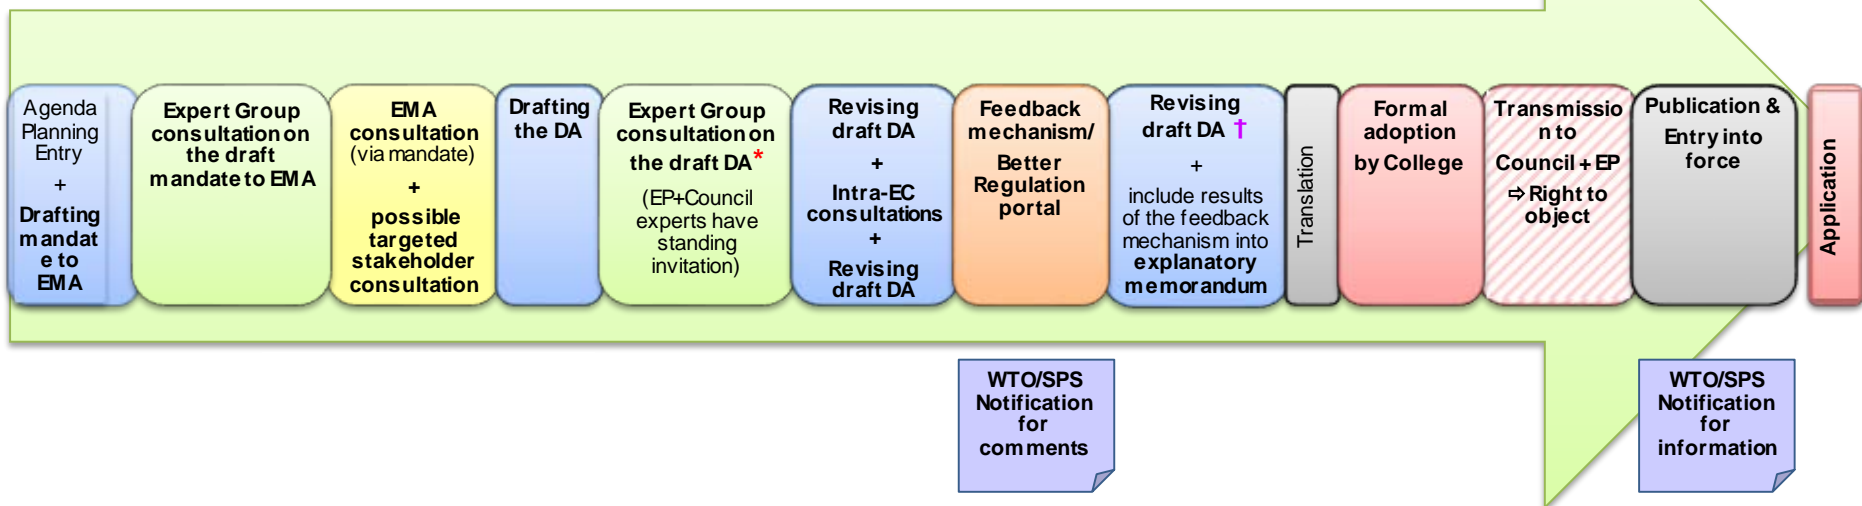 Agenda
Planning
Entry
+
Drafting
mandat
e to
EMA
Expert Group
consultation on
the draft
mandate to EMA
EMA
consultation
(via mandate)
+
possible
targeted
stakeholder
consultation
Drafting
the DA
Expert Group
consultation on
the draft DA*
(EP+Council
experts have
standing
invitation)
Revising
draft DA
+
Intra-EC
consultations
+
Revising
draft DA
Feedback
mechanism/
Better
Regulation
portal
Revising
draft DA †
+
include results
of the feedback
mechanism into
explanatory
memorandum
Translation
Formal
adoption
by College
Transmissio
n to
Council + EP
⇨ Right to
object
Publication &
Entry into
force
Application
WTO/SPS
Notification
for
comments
WTO/SPS
Notification
for
information